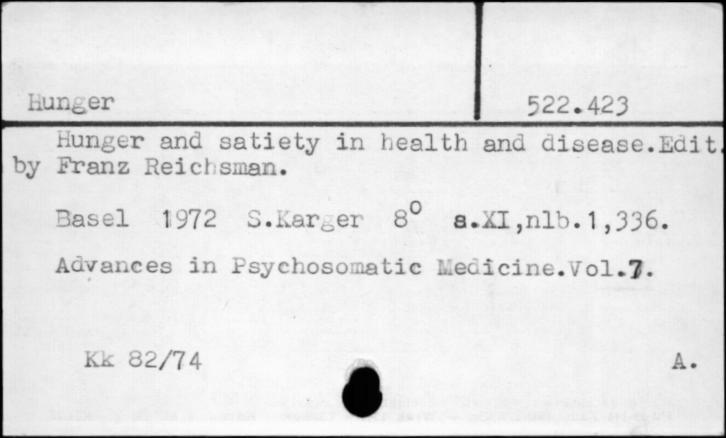 Hunger 522.423
Hunger and satiety in health and disease.Edit.
by Franz Reichsman.
Basel 1972 S.Karger 8° s.XI,nlb.1,336.
Advances in Psychosomatic Medicine.Vol.7.
Kk 82/74 A.